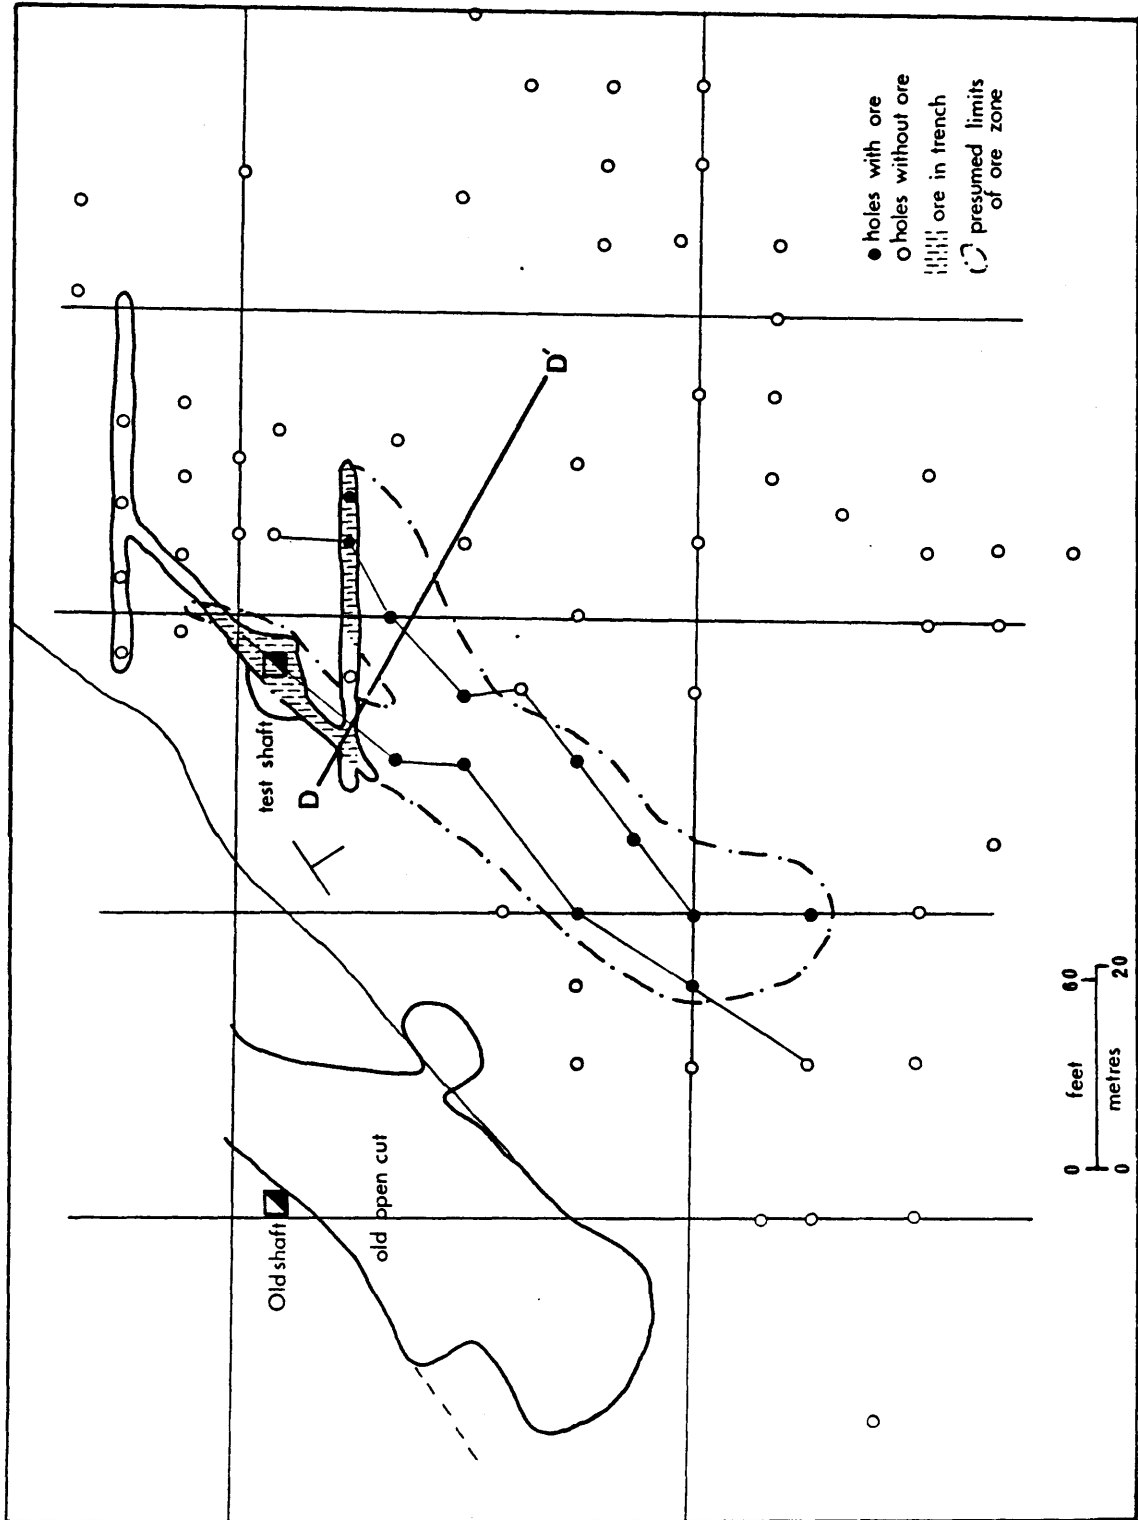 holes with ore
holes without ore
ore in trench
presumed limits
of ore zone
D'
test shaft
D
Old shaft
old open cut
0 feet 60
0 metres 20